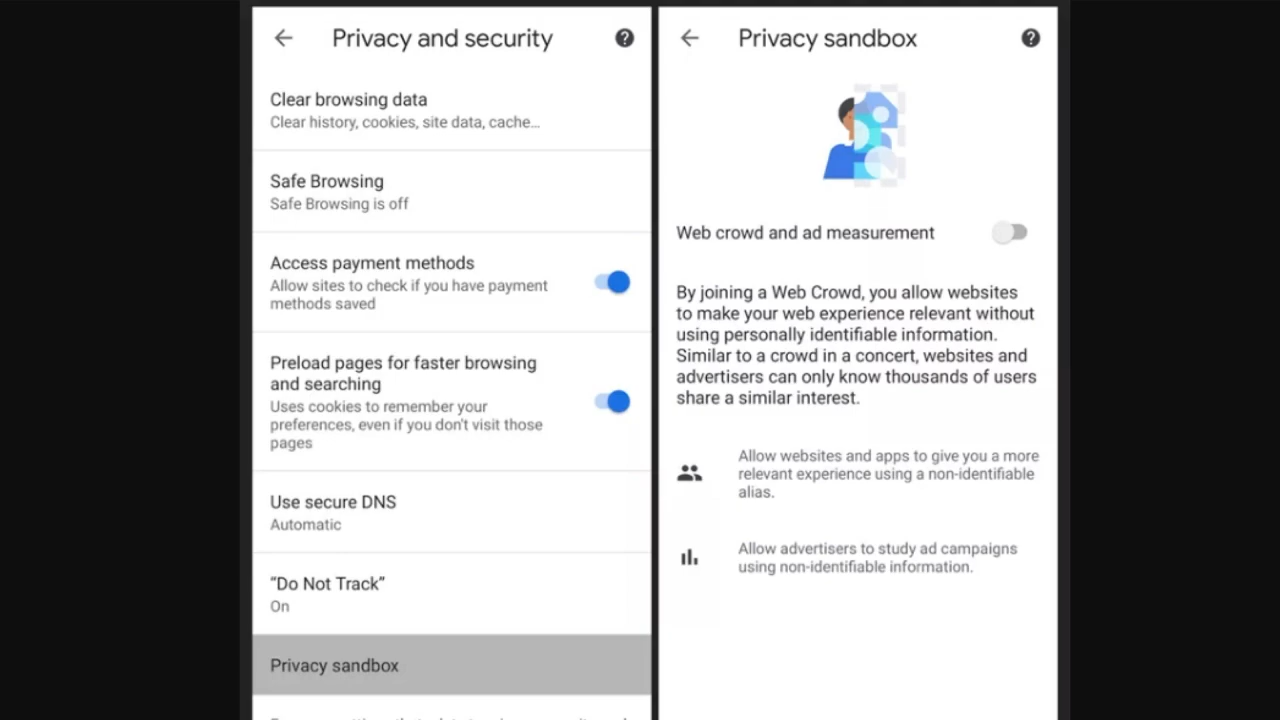 Privacy and security
Clear browsing data
Clear history, cookies, site data, cache…
Safe Browsing
Safe Browsing is off
Access payment methods
Allow sites to check if you have payment
methods saved
Preload pages for faster browsing
and searching
Uses cookies to remember your
preferences, even if you don't visit those
pages
Use secure DNS
Automatic
“Do Not Track”
On
Privacy sandbox
Privacy sandbox
Web crowd and ad measurement
By joining a Web Crowd, you allow websites
to make your web experience relevant without
using personally identifiable information.
Similar to a crowd in a concert, websites and
advertisers can only know thousands of users
share a similar interest.
Allow websites and apps to give you a more
relevant experience using a non-identifiable
alias.
Allow advertisers to study ad campaigns
using non-identifiable information.